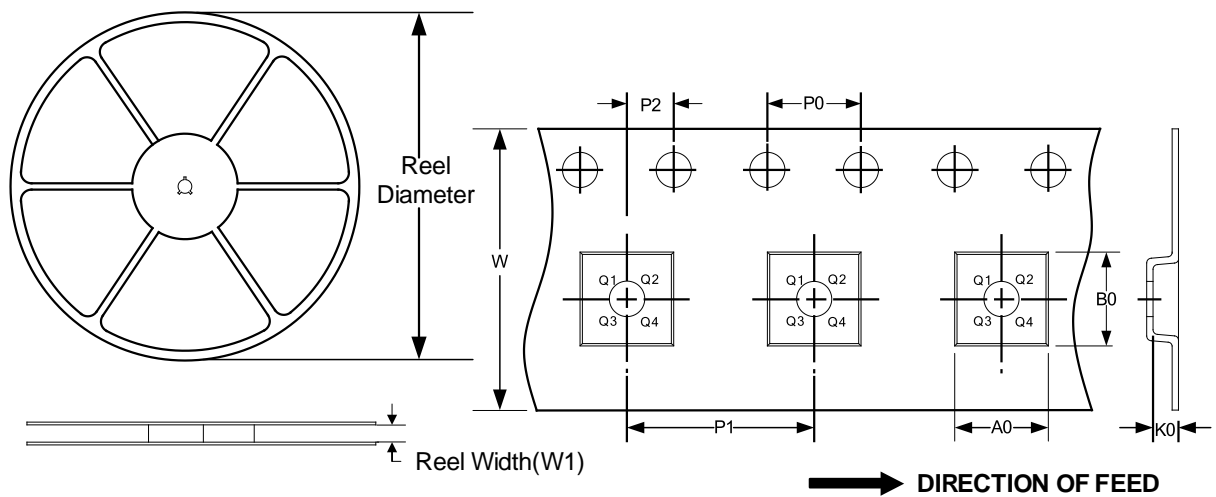 Reel
Diameter
Reel Width(W1)
P2
P0
W
Q1 Q2
Q3 Q4
Q1 Q2
Q3 Q4
Q1 Q2
Q3 Q4
B0
P1
A0
K0
DIRECTION OF FEED